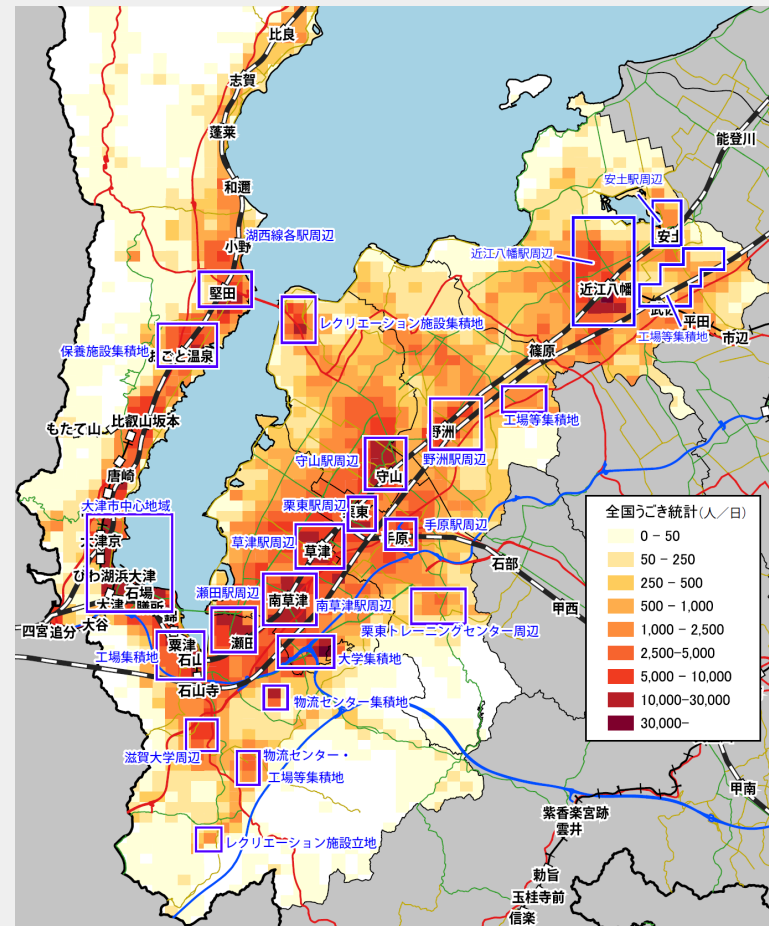 比良
志賀
蓬莱
能登川
和邇
安土駅周辺
小野
湖西線各駅周辺
安土
近江八幡駅周辺
堅田
近江八幡
レクリエーション施設集積地
武佐
平田
市辺
保養施設集積地
おごと温泉
篠原
工場等集積地
工場等集積地
比叡山坂本
もたて山
野洲
守山駅周辺
野洲駅周辺
唐崎
守山
大津市中心地域
栗東駅周辺
栗東
手原駅周辺
草津駅周辺
手原
大津京
草津
石部
びわ湖浜大津
瀬田駅周辺
石場
南草津
南草津駅周辺
甲西
大津
膳所
錦
大谷
四宮
追分
栗東トレーニングセンター周辺
粟津
瀬田
工場集積地
石山
大学集積地
石山寺
物流センター集積地
滋賀大学周辺
物流センター・
工場等集積地
甲南
紫香楽宮跡
雲井
レクリエーション施設立地
勅旨
玉桂寺前
信楽
全国うごき統計(人／日)
0 − 50
50 − 250
250 − 500
500 − 1,000
1,000 − 2,500
2,500−5,000
5,000 − 10,000
10,000−30,000
30,000−